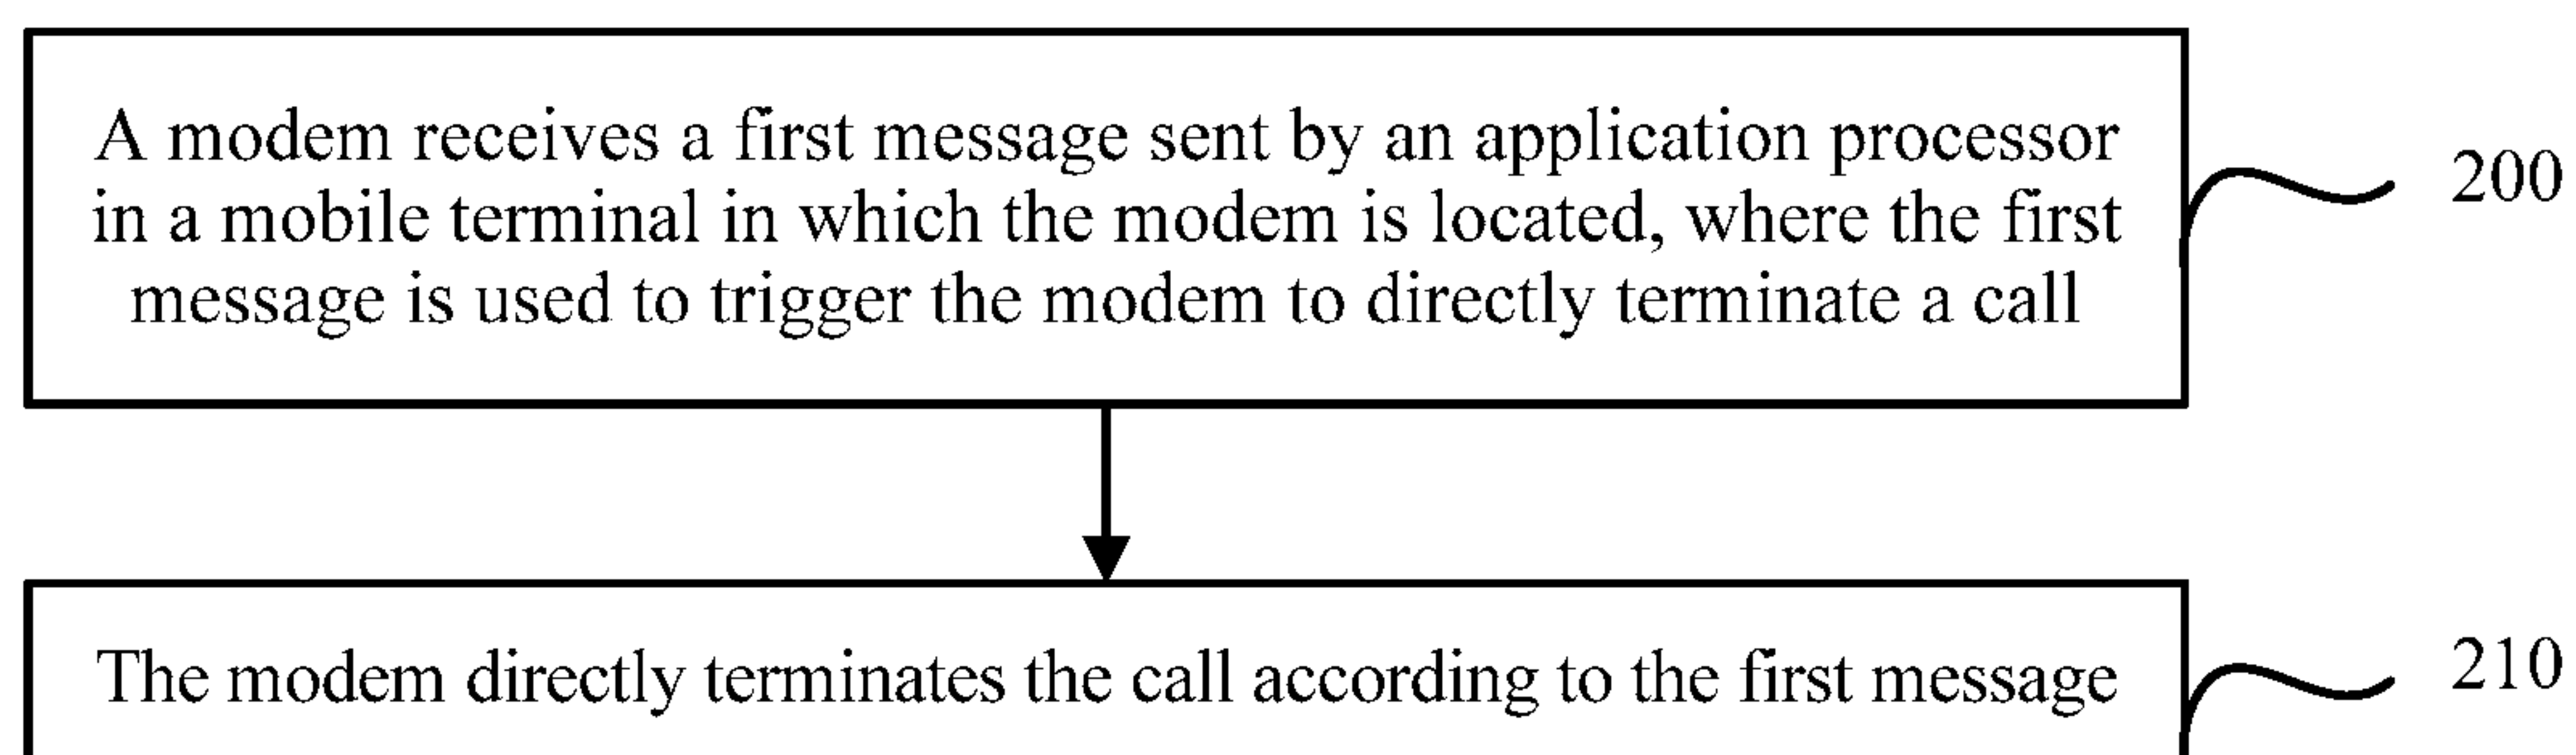 A modem receives a first message sent by an application processor
in a mobile terminal in which the modem is located, where the first
message is used to trigger the modem to directly terminate a call
200
The modem directly terminates the call according to the first message
210